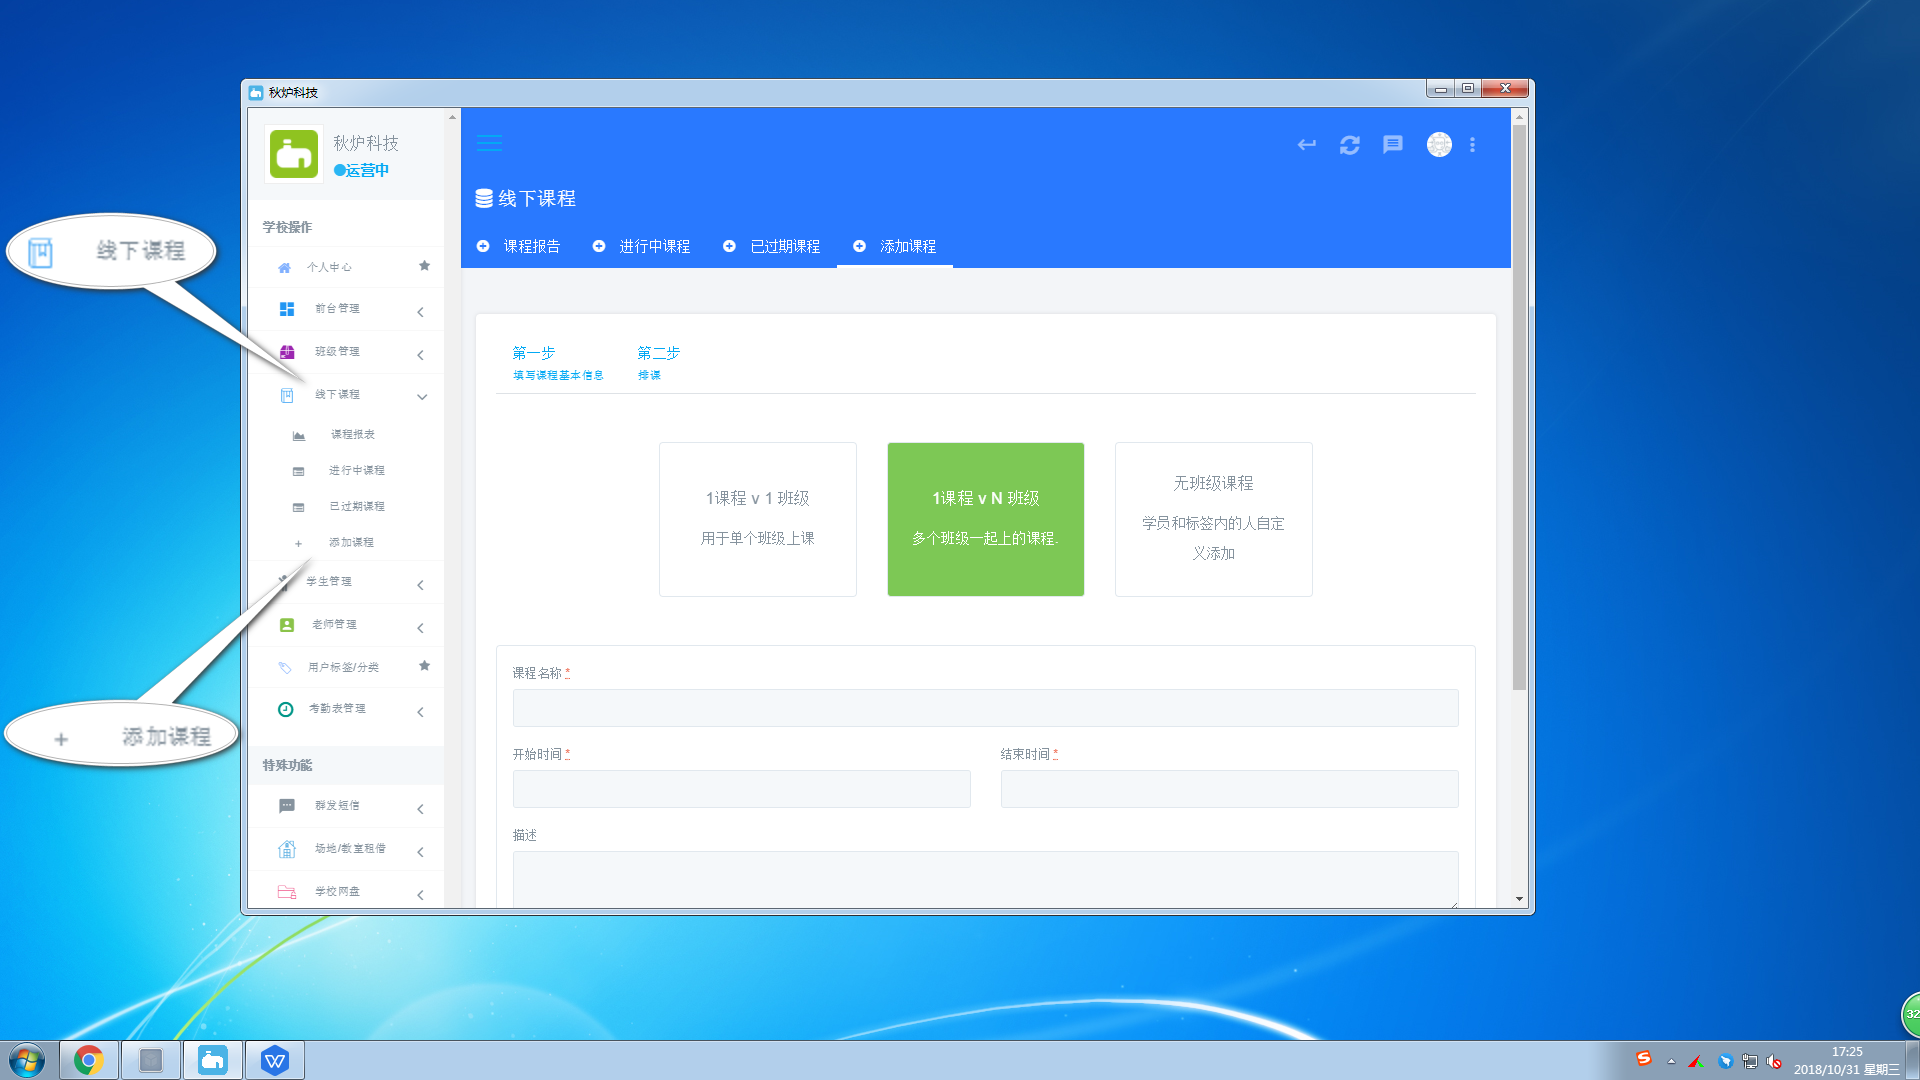 秋炉科技
秋炉科技
运营中
线下课程
学校操作
个人中心
前台管理
班级管理
线下课程
课程报表
进行中课程
已过期课程
添加课程
学生管理
老师管理
用户标签/分类
考勤表管理
特殊功能
群发短信
场地/教室租借
学校网盘
线下课程
添加课程
课程报告
进行中课程
已过期课程
添加课程
第一步
填写课程基本信息
第二步
排课
1课程 v 1 班级
用于单个班级上课
1课程 v N 班级
多个班级一起上的课程.
无班级课程
学员和标签内的人自定
义添加
课程名称 *
开始时间 *
结束时间 *
描述
32
17:25
2018/10/31 星期三